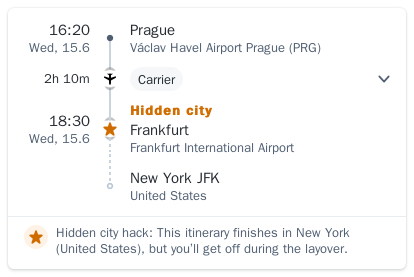 16:20 Prague
Wed, 15.6 Václav Havel Airport Prague (PRG)
2h 10m Carrier
Hidden city
18:30 Frankfurt
Wed, 15.6 Frankfurt International Airport
New York JFK
United States
Hidden city hack: This itinerary finishes in New York
(United States), but you'll get off during the layover.